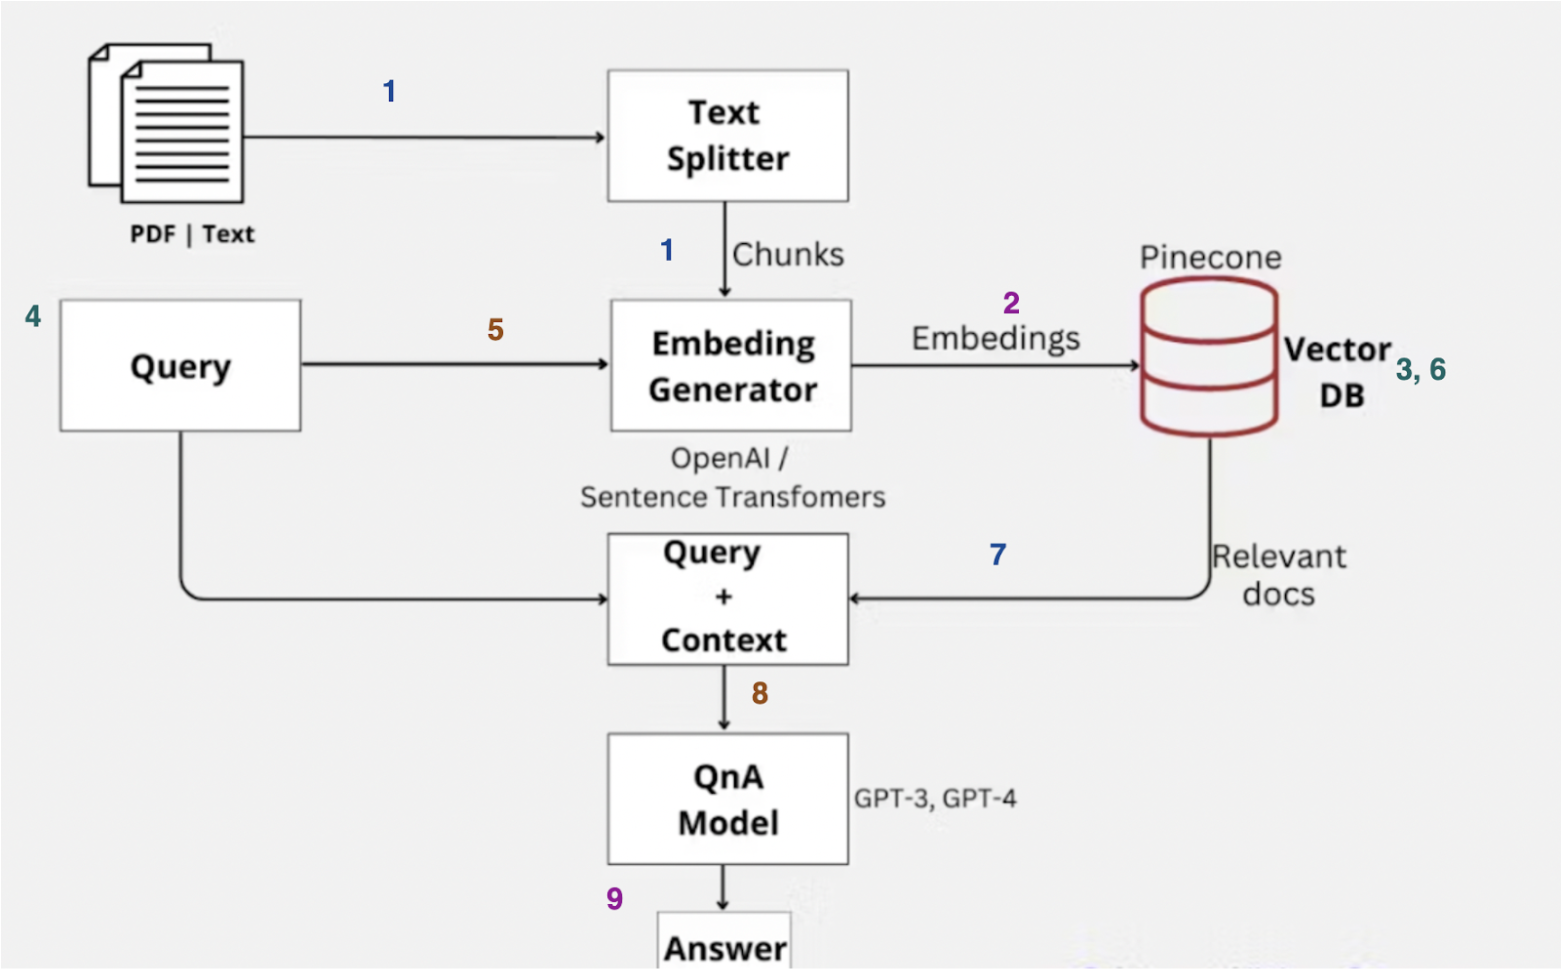 1
Text
Splitter
PDF | Text
1
Chunks
4
Query
5
Embeding
Generator
2
Embedings
Pinecone
Vector
DB
3, 6
OpenAI /
Sentence Transfomers
Query
+
Context
7
Relevant
docs
8
QnA
Model
GPT-3, GPT-4
9
Answer